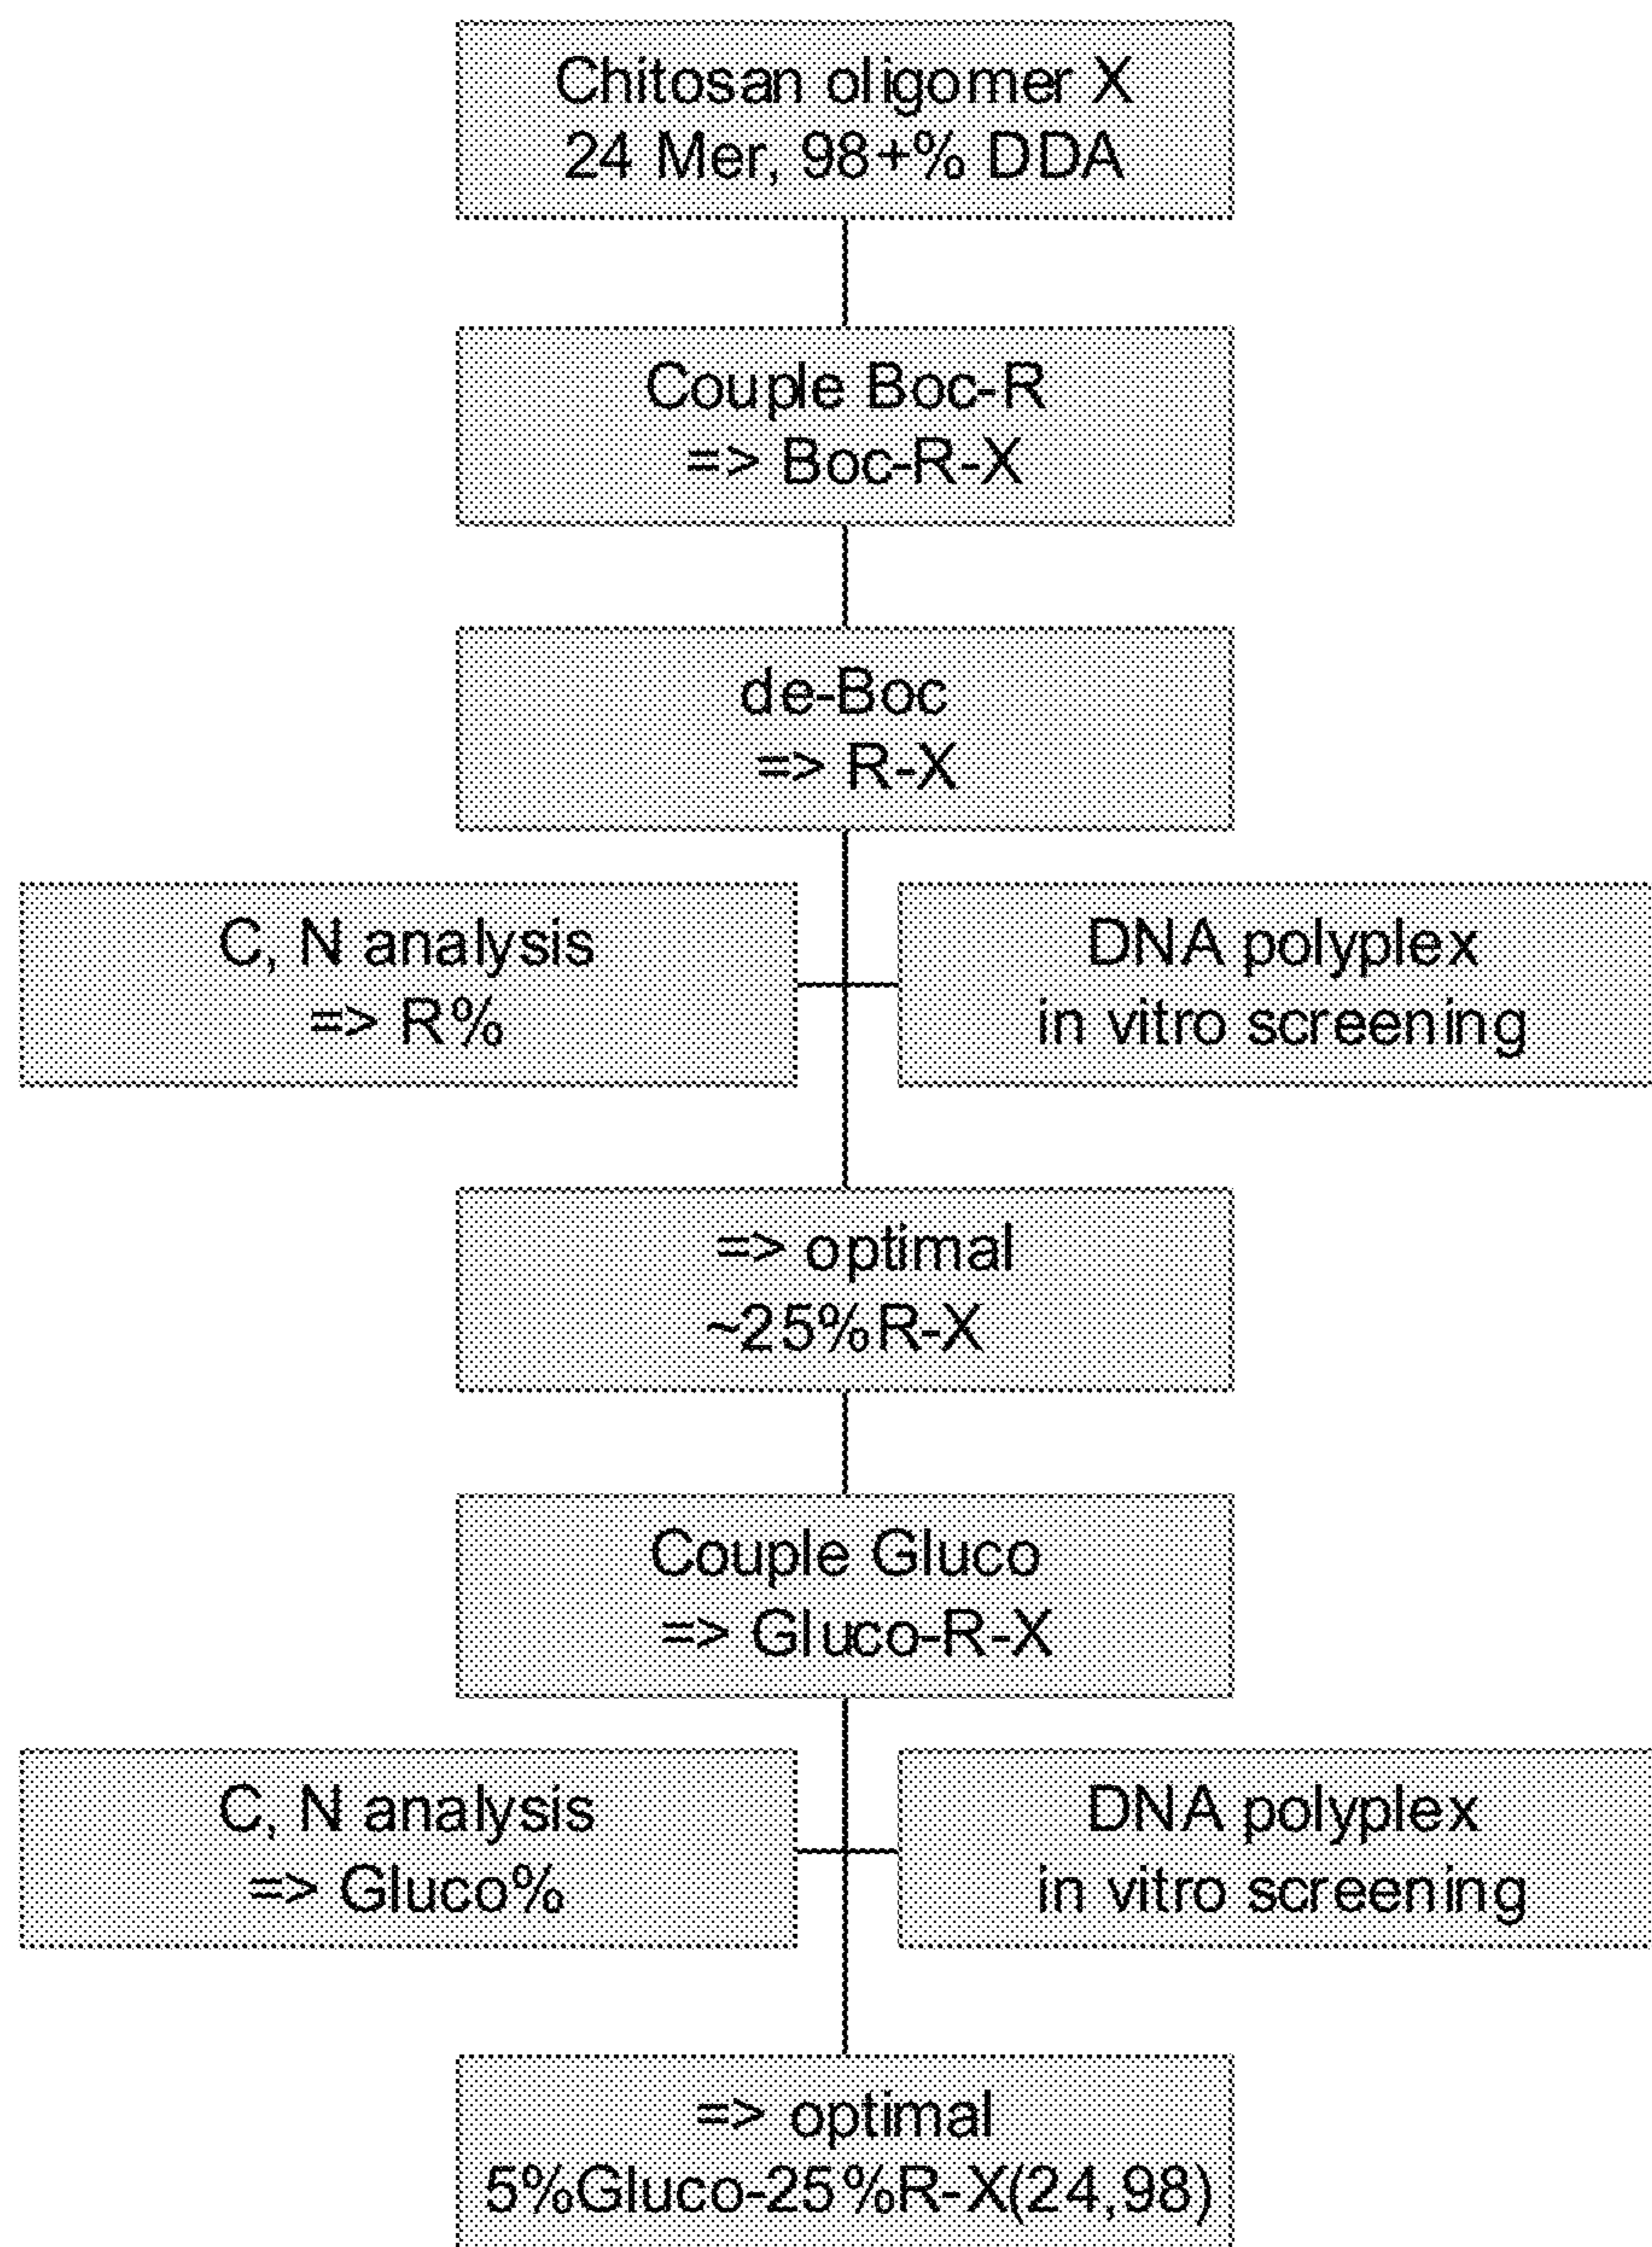 Chitosan oligomer X
24 Mer, 98+% DDA
Couple Boc-R
=> Boc-R-X
de-Boc
=> R-X
C, N analysis
=> R%
DNA polyplex
in vitro screening
=> optimal
~25%R-X
Couple Gluco
=> Gluco-R-X
C, N analysis
=> Gluco%
DNA polyplex
in vitro screening
=> optimal
5%Gluco-25%R-X(24,98)